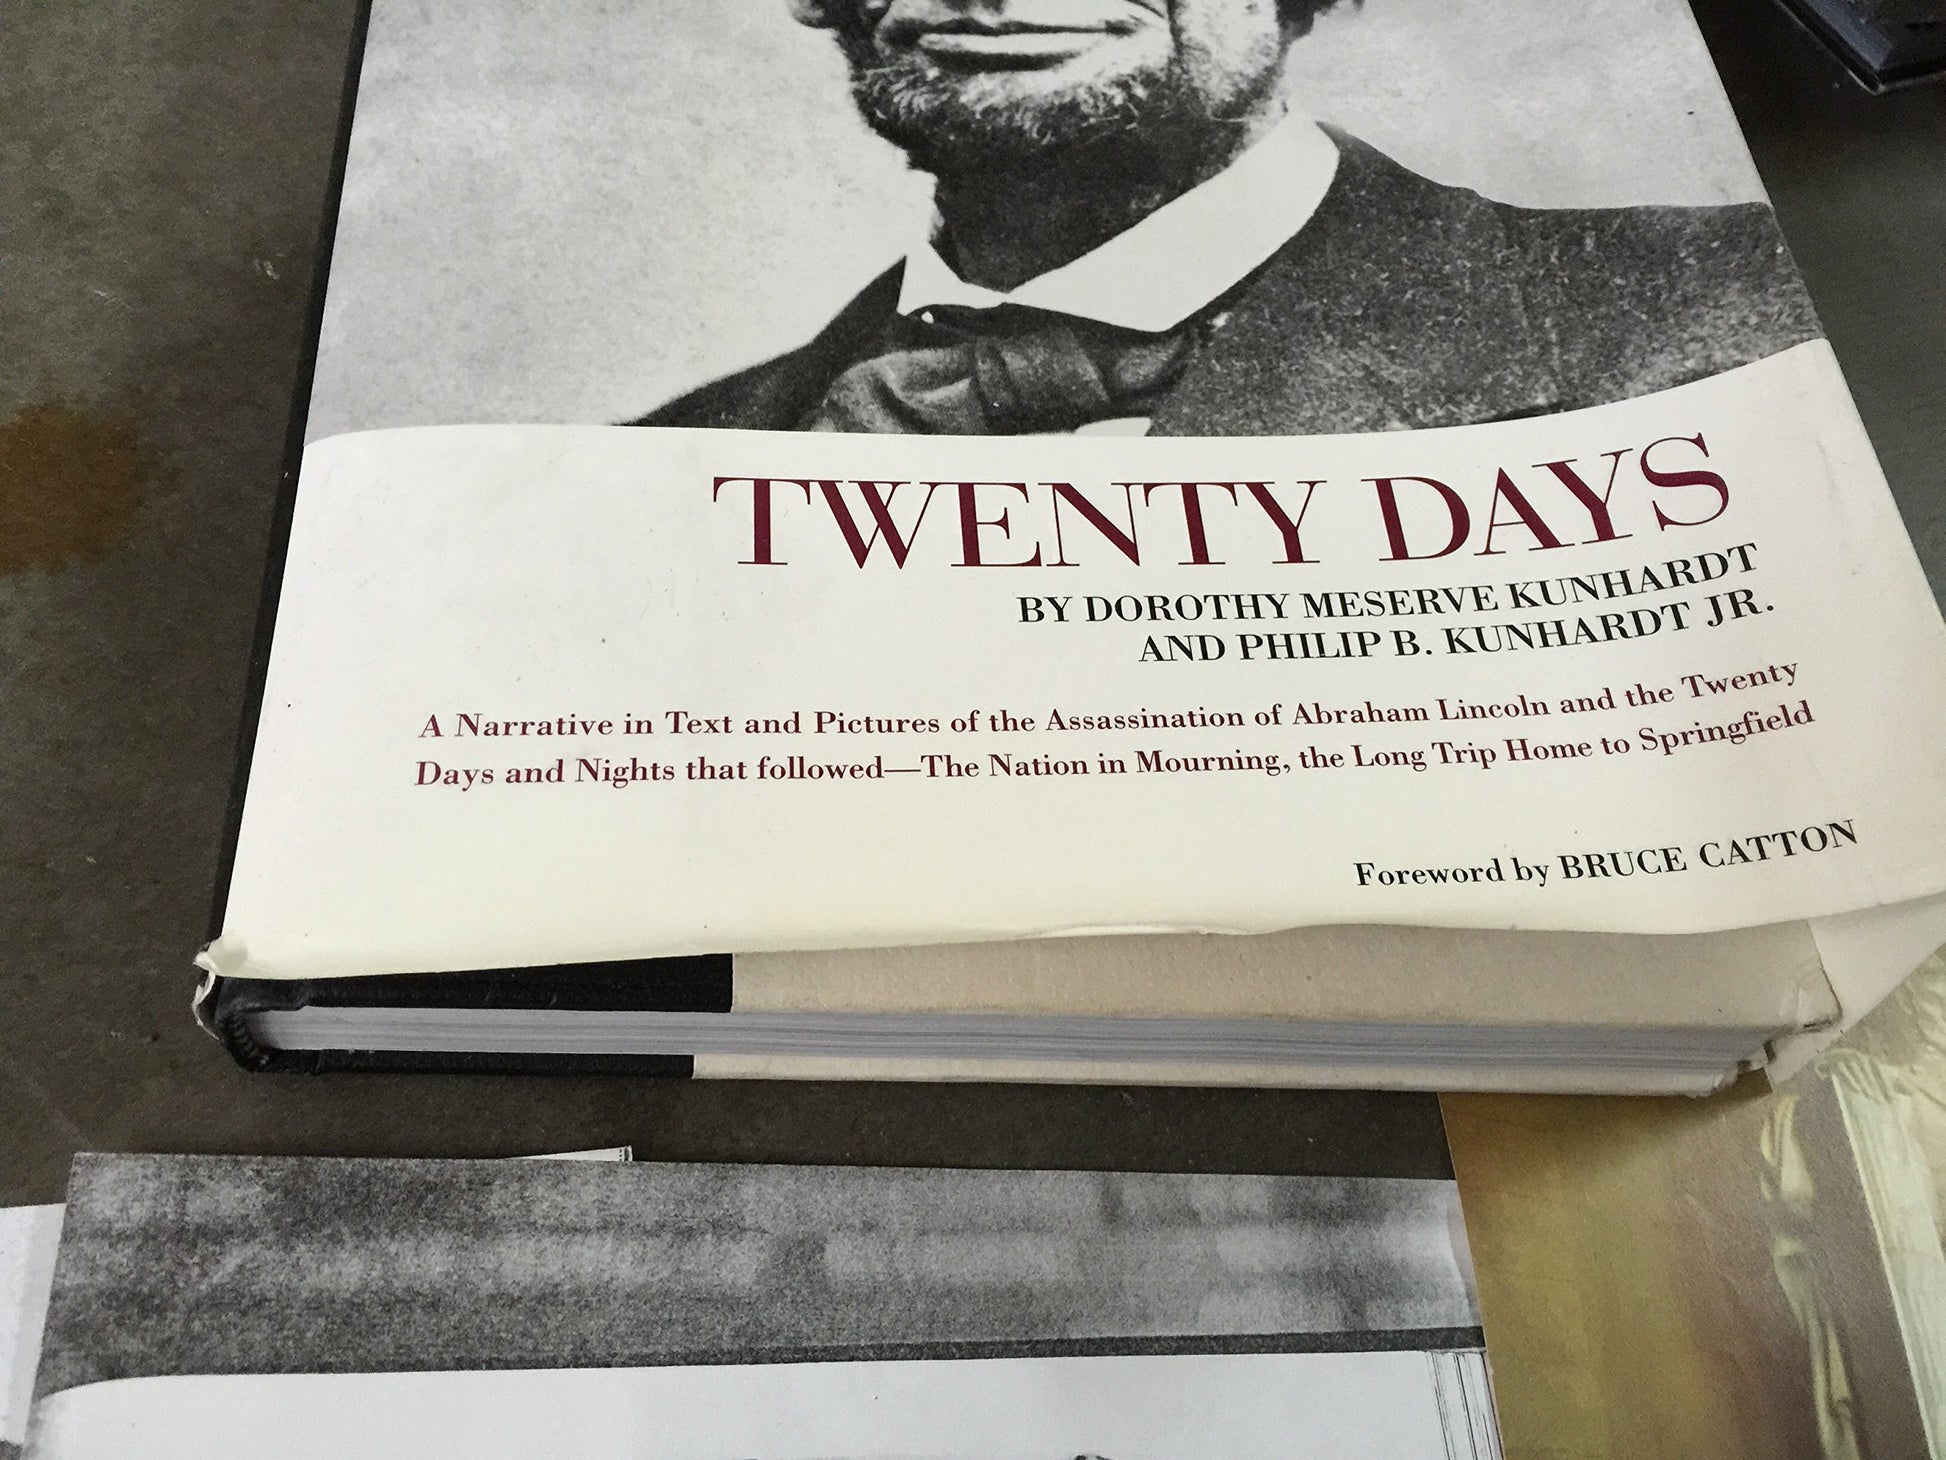 TWENTY DAYS
BY DOROTHY MESERVE KUNHARDT
AND PHILIP B. KUNHARDT JR.
A Narrative in Text and Pictures of the Assassination of Abraham Lincoln and the Twenty
Days and Nights that followed—The Nation in Mourning, the Long Trip Home to Springfield
Foreword by BRUCE CATTON